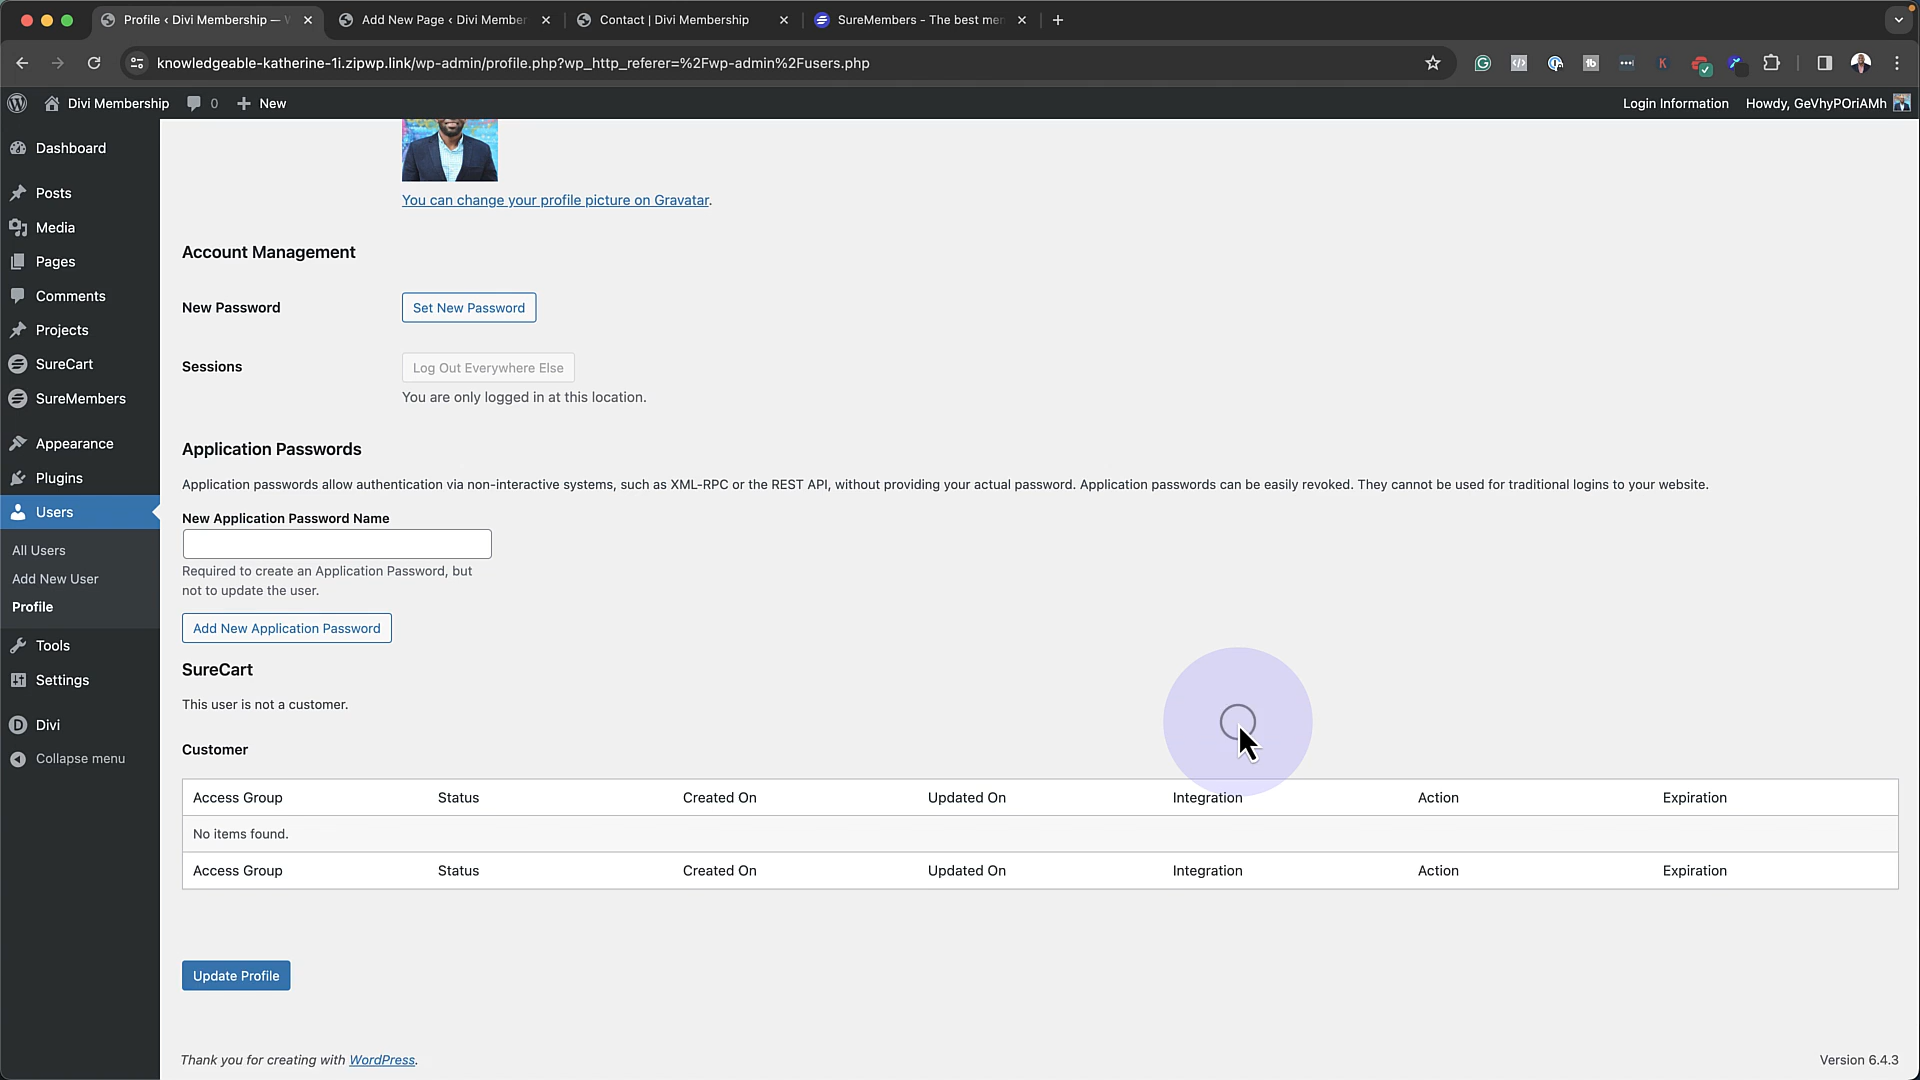 Profile ‹ Divi Membership — W
Add New Page ‹ Divi Member
Contact | Divi Membership
SureMembers - The best mem
knowledgeable-katherine-1i.zipwp.link/wp-admin/profile.php?wp_http_referer=%2Fwp-admin%2Fusers.php
Divi Membership
0
New
Login Information
Howdy, GeVhyPOriAMh
Dashboard
Posts
Media
Pages
Comments
Projects
SureCart
SureMembers
Appearance
Plugins
Users
All Users
Add New User
Profile
Tools
Settings
Divi
Collapse menu
You can change your profile picture on Gravatar.
Account Management
New Password
Set New Password
Sessions
Log Out Everywhere Else
You are only logged in at this location.
Application Passwords
Application passwords allow authentication via non-interactive systems, such as XML-RPC or the REST API, without providing your actual password. Application passwords can be easily revoked. They cannot be used for traditional logins to your website.
New Application Password Name
Required to create an Application Password, but
not to update the user.
Add New Application Password
SureCart
This user is not a customer.
Customer
Access Group Status Created On Updated On Integration Action Expiration
No items found.
Access Group Status Created On Updated On Integration Action Expiration
Update Profile
Thank you for creating with WordPress.
Version 6.4.3